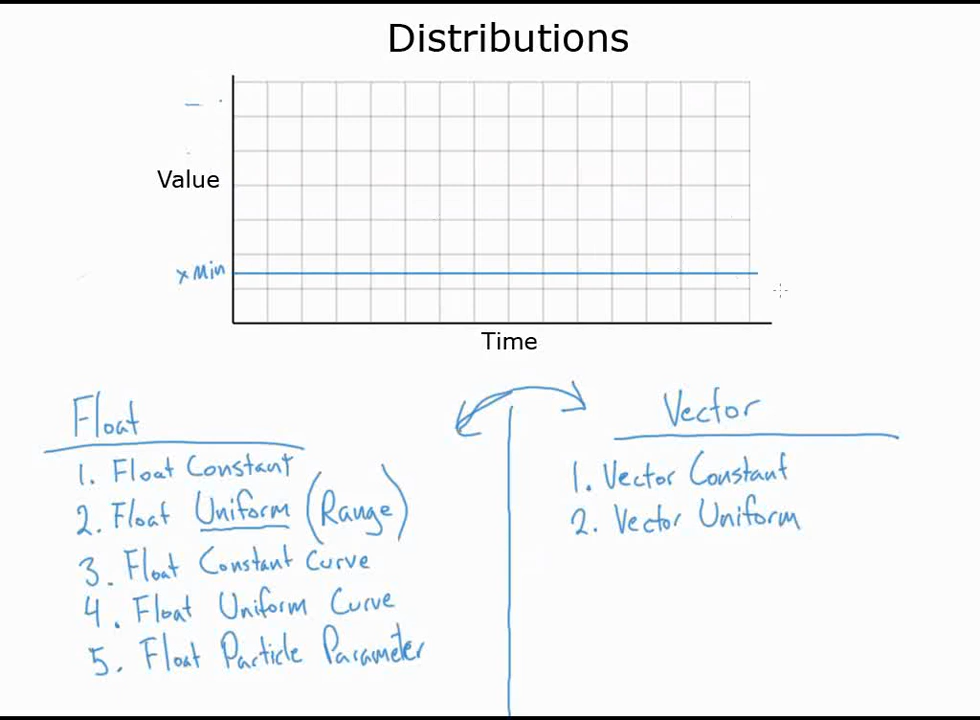 Distributions
Value
x Min
Time
Float
1. Float Constant
2. Float Uniform (Range)
3. Float Constant Curve
4. Float Uniform Curve
5. Float Particle Parameter
Vector
1. Vector Constant
2. Vector Uniform